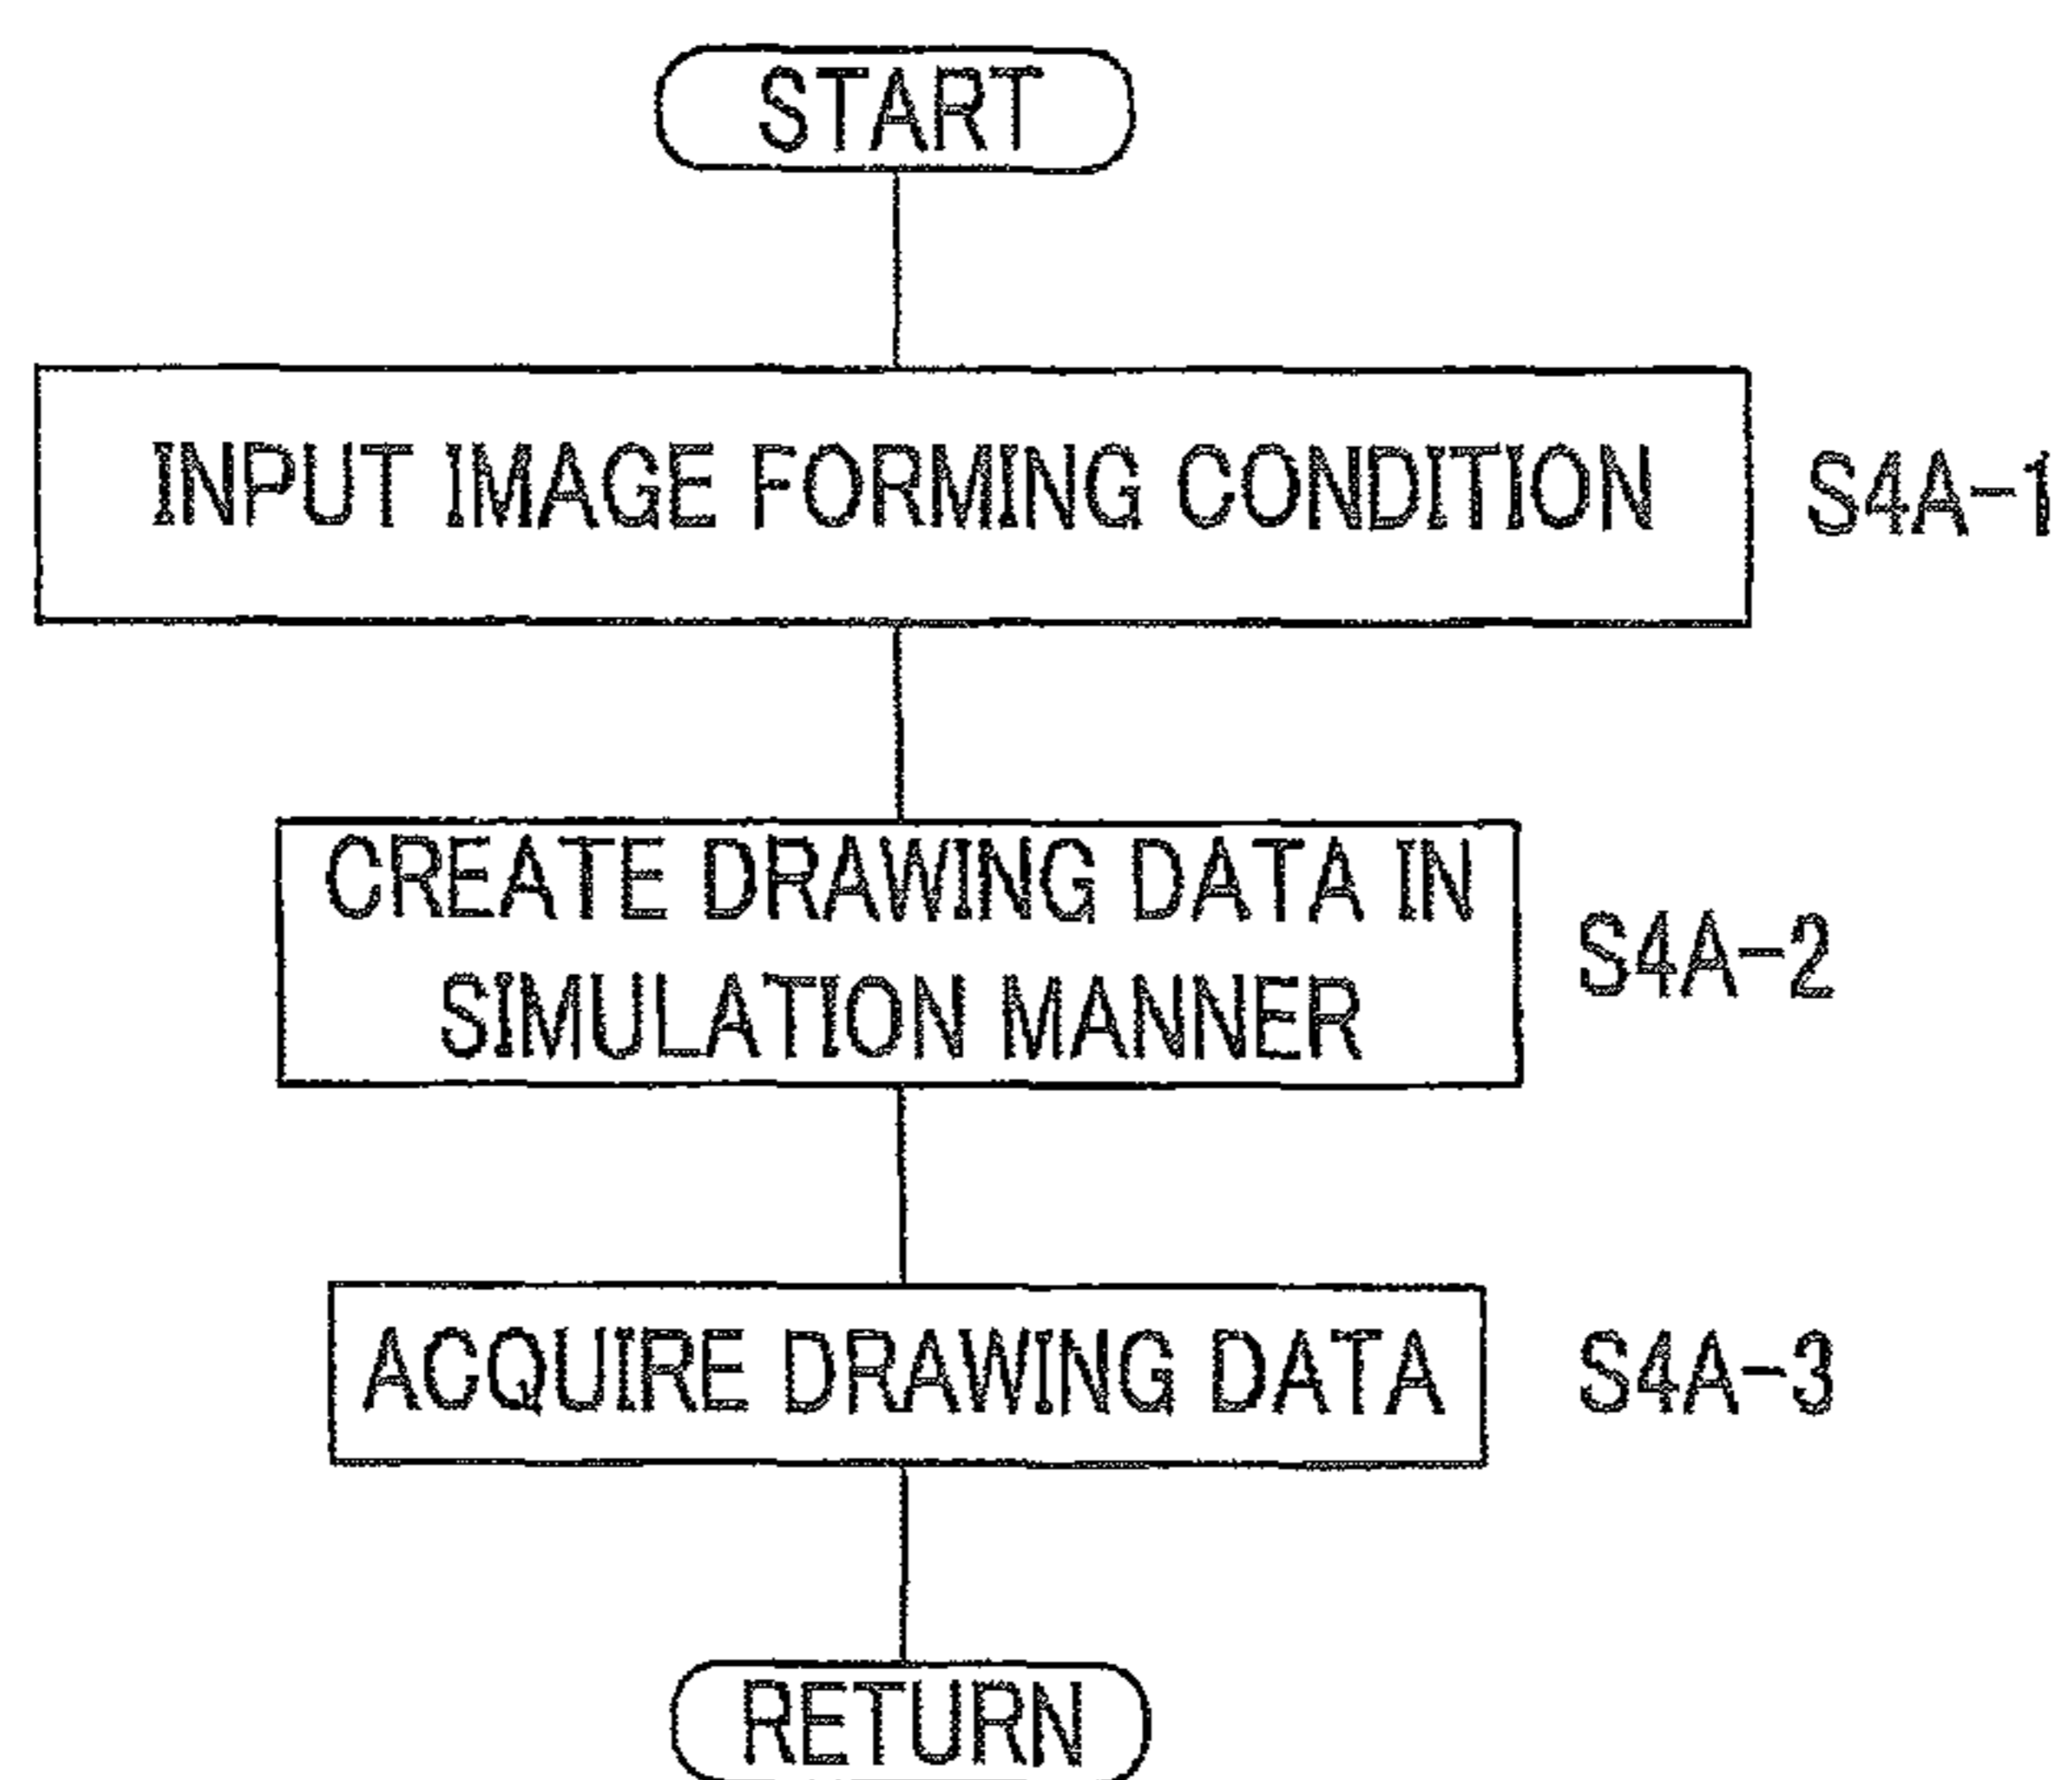 START
INPUT IMAGE FORMING CONDITION
S4A-1
CREATE DRAWING DATA IN
SIMULATION MANNER
S4A-2
ACQUIRE DRAWING DATA
S4A-3
RETURN